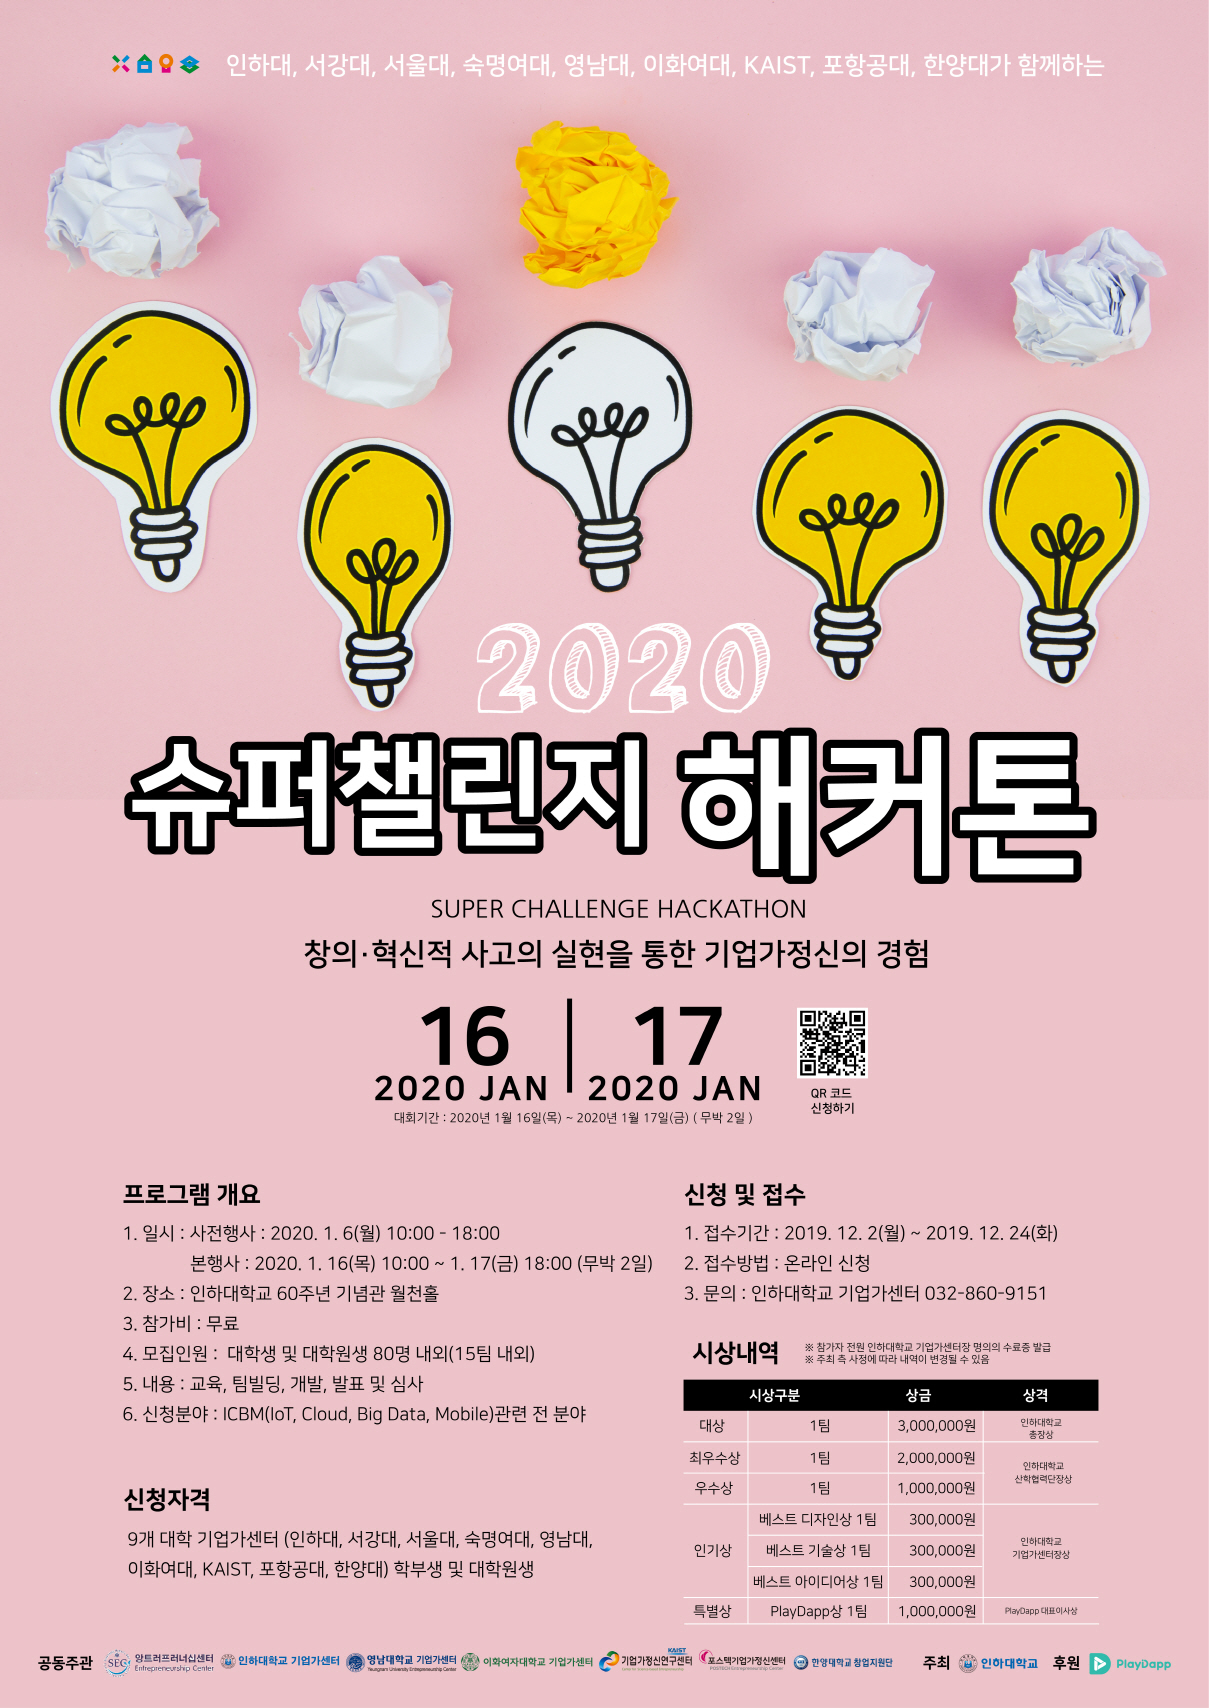 인하대, 서강대, 서울대, 숙명여대, 영남대, 이화여대, KAIST, 포항공대, 한양대가 함께하는
2020
슈퍼챌린지 해커톤
SUPER CHALLENGE HACKATHON
창의·혁신적 사고의 실현을 통한 기업가정신의 경험
16 17
2020 JAN 2020 JAN
대회기간 : 2020년 1월 16일(목) ~ 2020년 1월 17일(금) ( 무박 2일 )
QR 코드
신청하기
프로그램 개요
1. 일시 : 사전행사 : 2020. 1. 6(월) 10:00 - 18:00
본행사 : 2020. 1. 16(목) 10:00 ~ 1. 17(금) 18:00 (무박 2일)
2. 장소 : 인하대학교 60주년 기념관 월천홀
3. 참가비 : 무료
4. 모집인원 : 대학생 및 대학원생 80명 내외(15팀 내외)
5. 내용 : 교육, 팀빌딩, 개발, 발표 및 심사
6. 신청분야 : ICBM(IoT, Cloud, Big Data, Mobile)관련 전 분야
신청자격
9개 대학 기업가센터 (인하대, 서강대, 서울대, 숙명여대, 영남대,
이화여대, KAIST, 포항공대, 한양대) 학부생 및 대학원생
신청 및 접수
1. 접수기간 : 2019. 12. 2(월) ~ 2019. 12. 24(화)
2. 접수방법 : 온라인 신청
3. 문의 : 인하대학교 기업가센터 032-860-9151
시상내역
※ 참가자 전원 인하대학교 기업가센터장 명의의 수료증 발급
※ 주최 측 사정에 따라 내역이 변경될 수 있음
시상구분 상금 상격
대상 1팀 3,000,000원 인하대학교
총장상
최우수상 1팀 2,000,000원
인하대학교
산학협력단장상
우수상 1팀 1,000,000원
베스트 디자인상 1팀 300,000원
인기상 베스트 기술상 1팀 300,000원
인하대학교
기업가센터장상
베스트 아이디어상 1팀 300,000원
특별상 PlayDapp상 1팀 1,000,000원 PlayDapp 대표이사상
공동주관
SEC 앙트러프러너십센터
Entrepreneurship Center
인하대학교 기업가센터
영남대학교 기업가센터
Yeungnam University Entrepreneurship Center
이화여자대학교 기업가센터
KAIST
기업가정신연구센터
포스텍기업가정신센터
POSTECH Entrepreneurship Center
한양대학교 창업지원단
주최 인하대학교
후원 PlayDapp